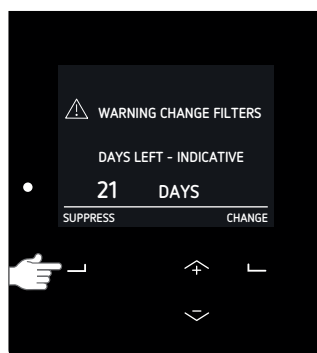 WARNING CHANGE FILTERS
DAYS LEFT - INDICATIVE
21 DAYS
SUPPRESS CHANGE